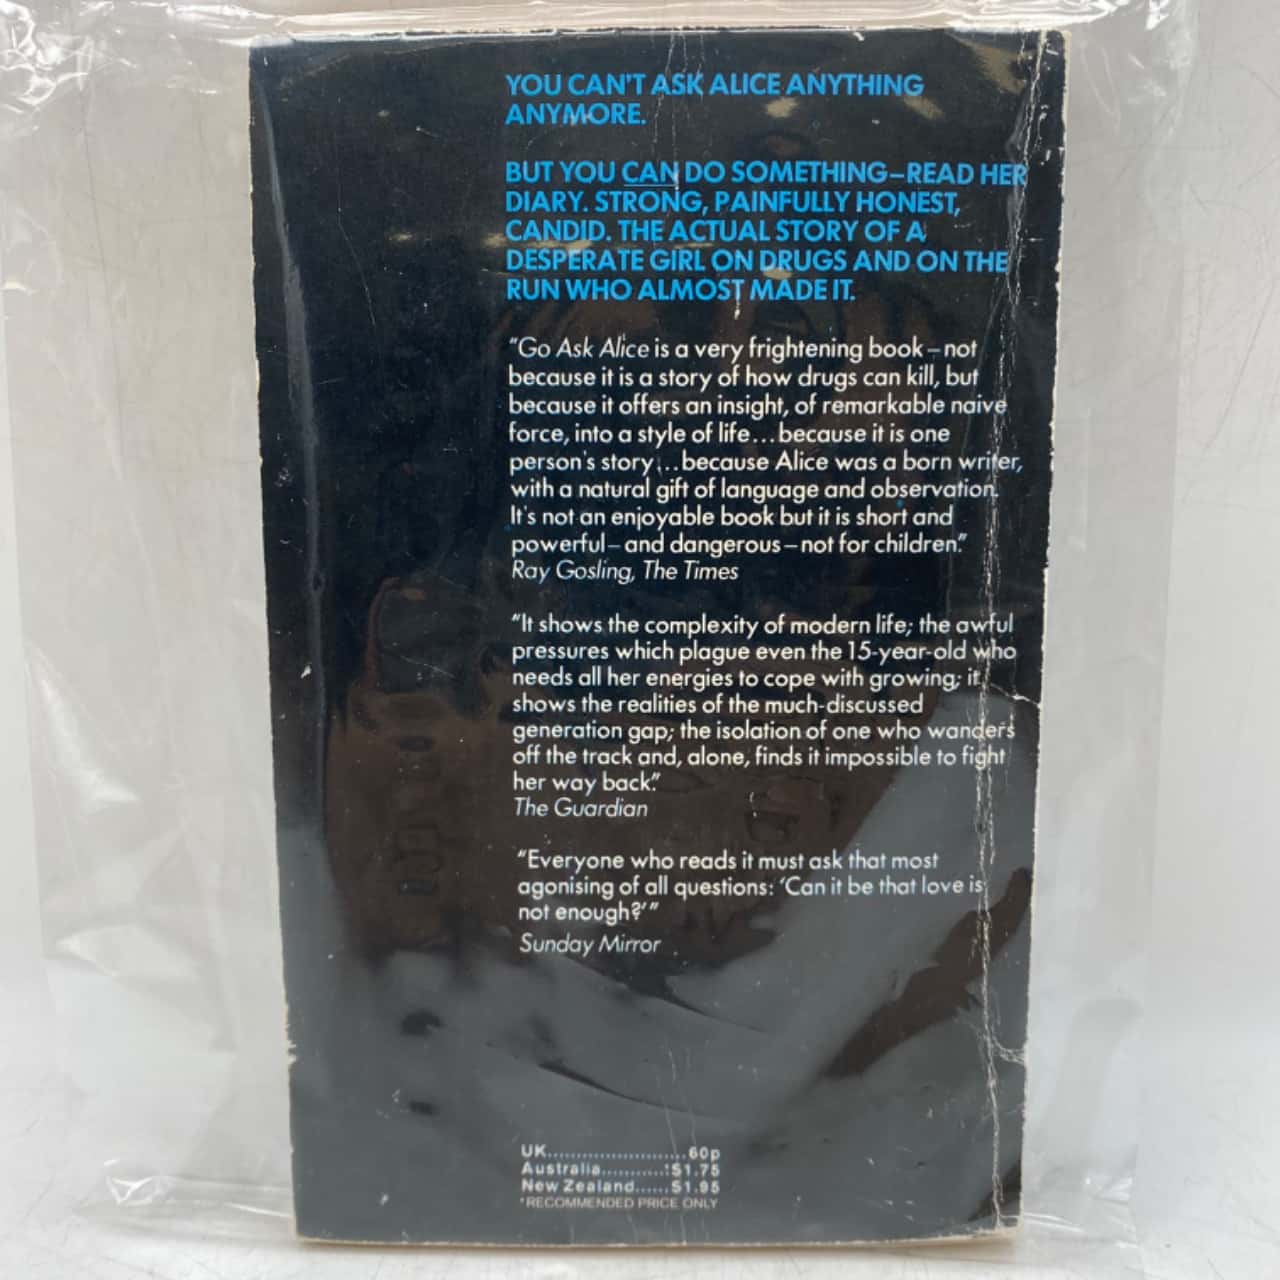 YOU CAN'T ASK ALICE ANYTHING
ANYMORE.
BUT YOU CAN DO SOMETHING–READ HER
DIARY. STRONG, PAINFULLY HONEST,
CANDID. THE ACTUAL STORY OF A
DESPERATE GIRL ON DRUGS AND ON THE
RUN WHO ALMOST MADE IT.
"Go Ask Alice is a very frightening book – not
because it is a story of how drugs can kill, but
because it offers an insight, of remarkable naive
force, into a style of life...because it is one
person's story...because Alice was a born writer,
with a natural gift of language and observation.
It's not an enjoyable book but it is short and
powerful – and dangerous – not for children."
Ray Gosling, The Times
"It shows the complexity of modern life; the awful
pressures which plague even the 15-year-old who
needs all her energies to cope with growing; it
shows the realities of the much-discussed
generation gap; the isolation of one who wanders
off the track and, alone, finds it impossible to fight
her way back."
The Guardian
"Everyone who reads it must ask that most
agonising of all questions: 'Can it be that love is
not enough?'"
Sunday Mirror
UK........................60p
Australia...........*$1.75
New Zealand......$1.95
*RECOMMENDED PRICE ONLY